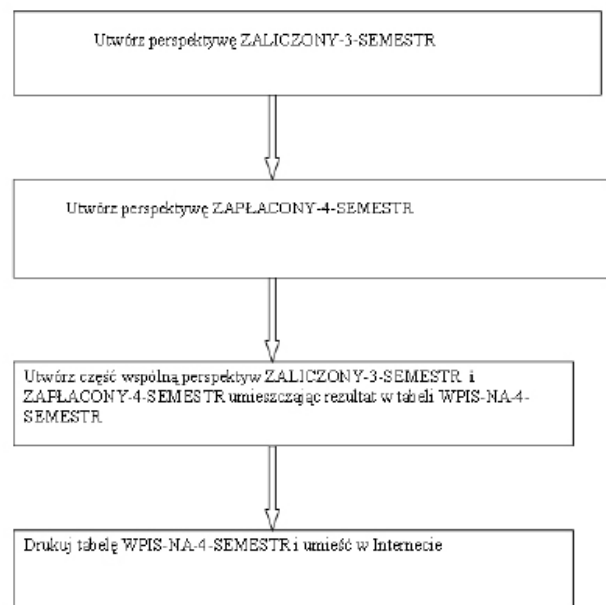 Utwórz perspektywę ZALICZONY-3-SEMESTR
Utwórz perspektywę ZAPŁACONY-4-SEMESTR
Utwórz część wspólną perspektyw ZALICZONY-3-SEMESTR i
ZAPŁACONY-4-SEMESTR umieszczając rezultat w tabeli WPIS-NA-4-
SEMESTR
Drukuj tabelę WPIS-NA-4-SEMESTR i umieść w Internecie